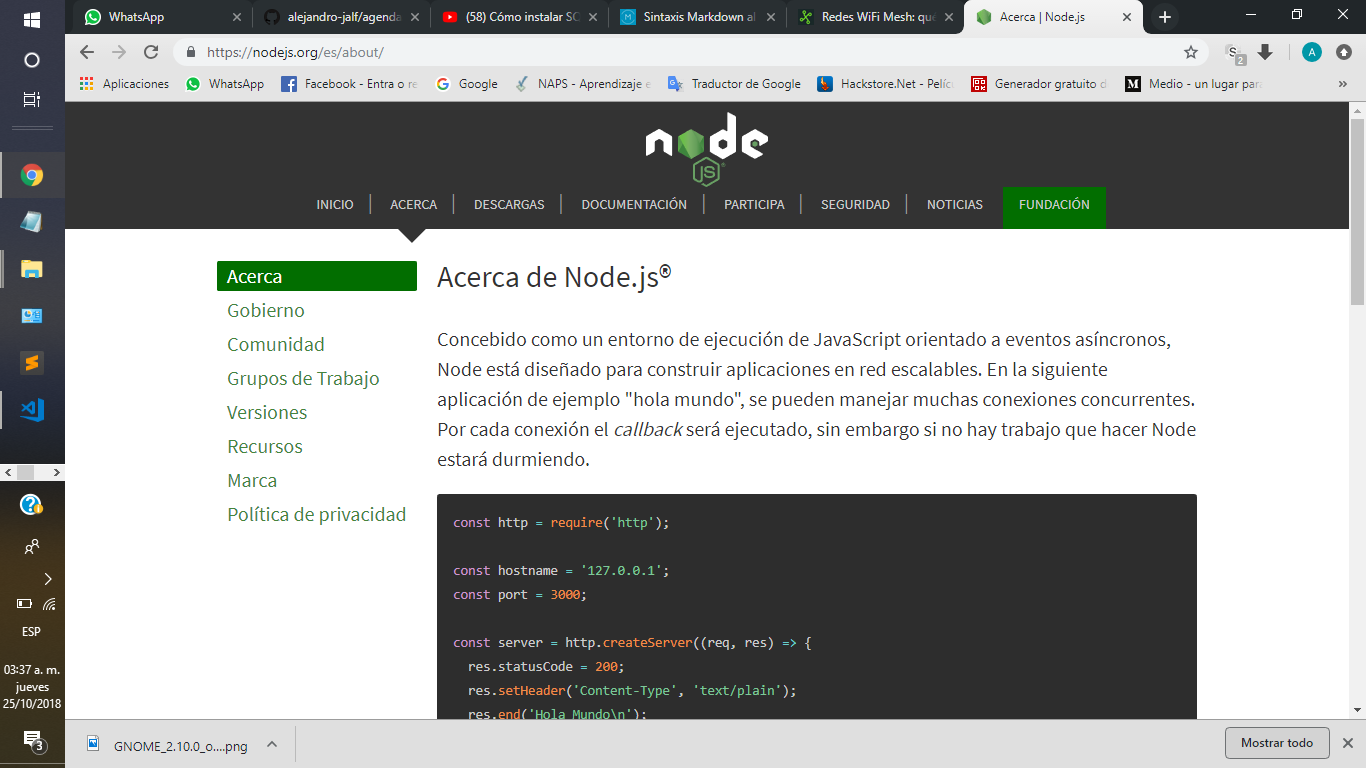 WhatsApp
alejandro-jalf/agenda
(58) Cómo instalar SC
Sintaxis Markdown al
Redes WiFi Mesh: qué
Acerca | Node.js
https://nodejs.org/es/about/
S
2
A
Aplicaciones
WhatsApp
Facebook - Entra o re
Google
NAPS - Aprendizaje e
Traductor de Google
Hackstore.Net - Pelíc
Generador gratuito d
Medio - un lugar para
»
node
JS
INICIO
ACERCA
DESCARGAS
DOCUMENTACIÓN
PARTICIPA
SEGURIDAD
NOTICIAS
FUNDACIÓN
Acerca
Gobierno
Comunidad
Grupos de Trabajo
Versiones
Recursos
Marca
Política de privacidad
Acerca de Node.js®
Concebido como un entorno de ejecución de JavaScript orientado a eventos asíncronos,
Node está diseñado para construir aplicaciones en red escalables. En la siguiente
aplicación de ejemplo "hola mundo", se pueden manejar muchas conexiones concurrentes.
Por cada conexión el callback será ejecutado, sin embargo si no hay trabajo que hacer Node
estará durmiendo.
const http = require('http');
const hostname = '127.0.0.1';
const port = 3000;
const server = http.createServer((req, res) => {
res.statusCode = 200;
res.setHeader('Content-Type', 'text/plain');
res.end('Hola Mundo\n');
ESP
03:37 a. m.
jueves
25/10/2018
3
GNOME_2.10.0_o....png
Mostrar todo